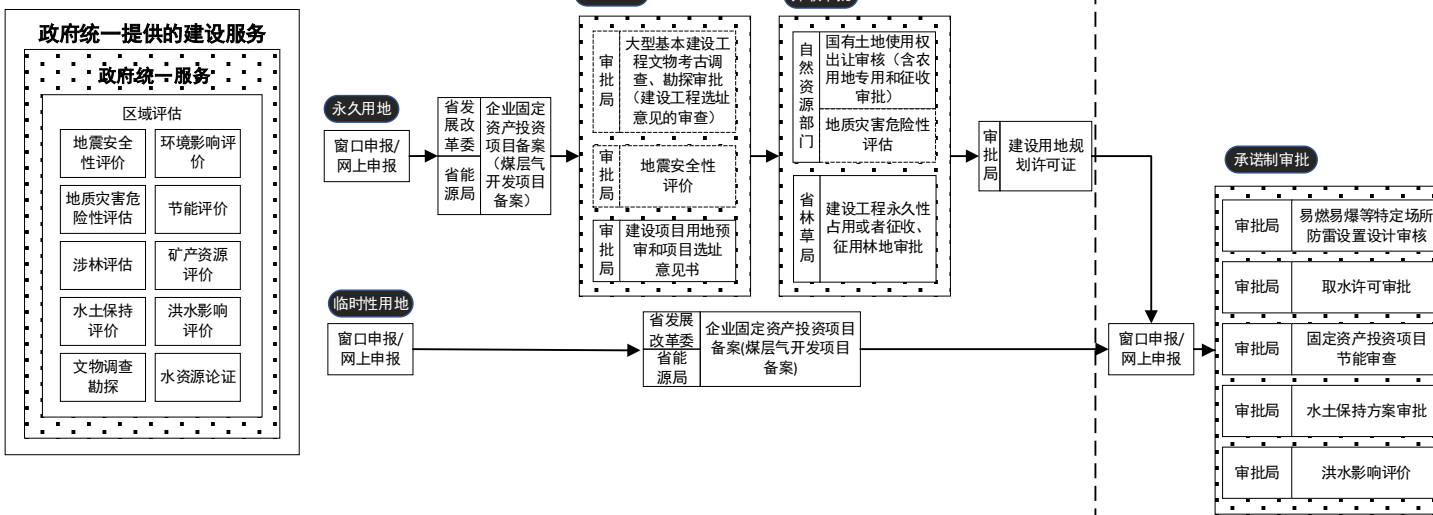 政府统一提供的建设服务
政府统一服务
区域评估
地震安全
性评价
环境影响评
价
地质灾害危
险性评估
节能评价
涉林评估
矿产资源
评价
水土保持
评价
洪水影响
评价
文物调查
勘探
水资源论证
永久用地
窗口申报/
网上申报
省发
展改
革委
省能
源局
企业固定
资产投资
项目备案
（煤层气
开发项目
备案）
审
批
局
大型基本建设工
程文物考古调
查、勘探审批
（建设工程选址
意见的审查）
审
批
局
地震安全性
评价
审
批
局
建设项目用地预
审和项目选址
意见书
自
然
资
源
部
门
国有土地使用权
出让审核（含农
用地专用和征收
审批）
地质灾害危险性
评估
省
林
草
局
建设工程永久性
占用或者征收、
征用林地审批
审
批
局
建设用地规
划许可证
临时性用地
窗口申报/
网上申报
省发展
改革委
省能
源局
企业固定资产投资项目
备案(煤层气开发项目
备案)
窗口申报/
网上申报
承诺制审批
审批局
易燃易爆等特定场所
防雷设置设计审核
审批局
取水许可审批
审批局
固定资产投资项目
节能审查
审批局
水土保持方案审批
审批局
洪水影响评价